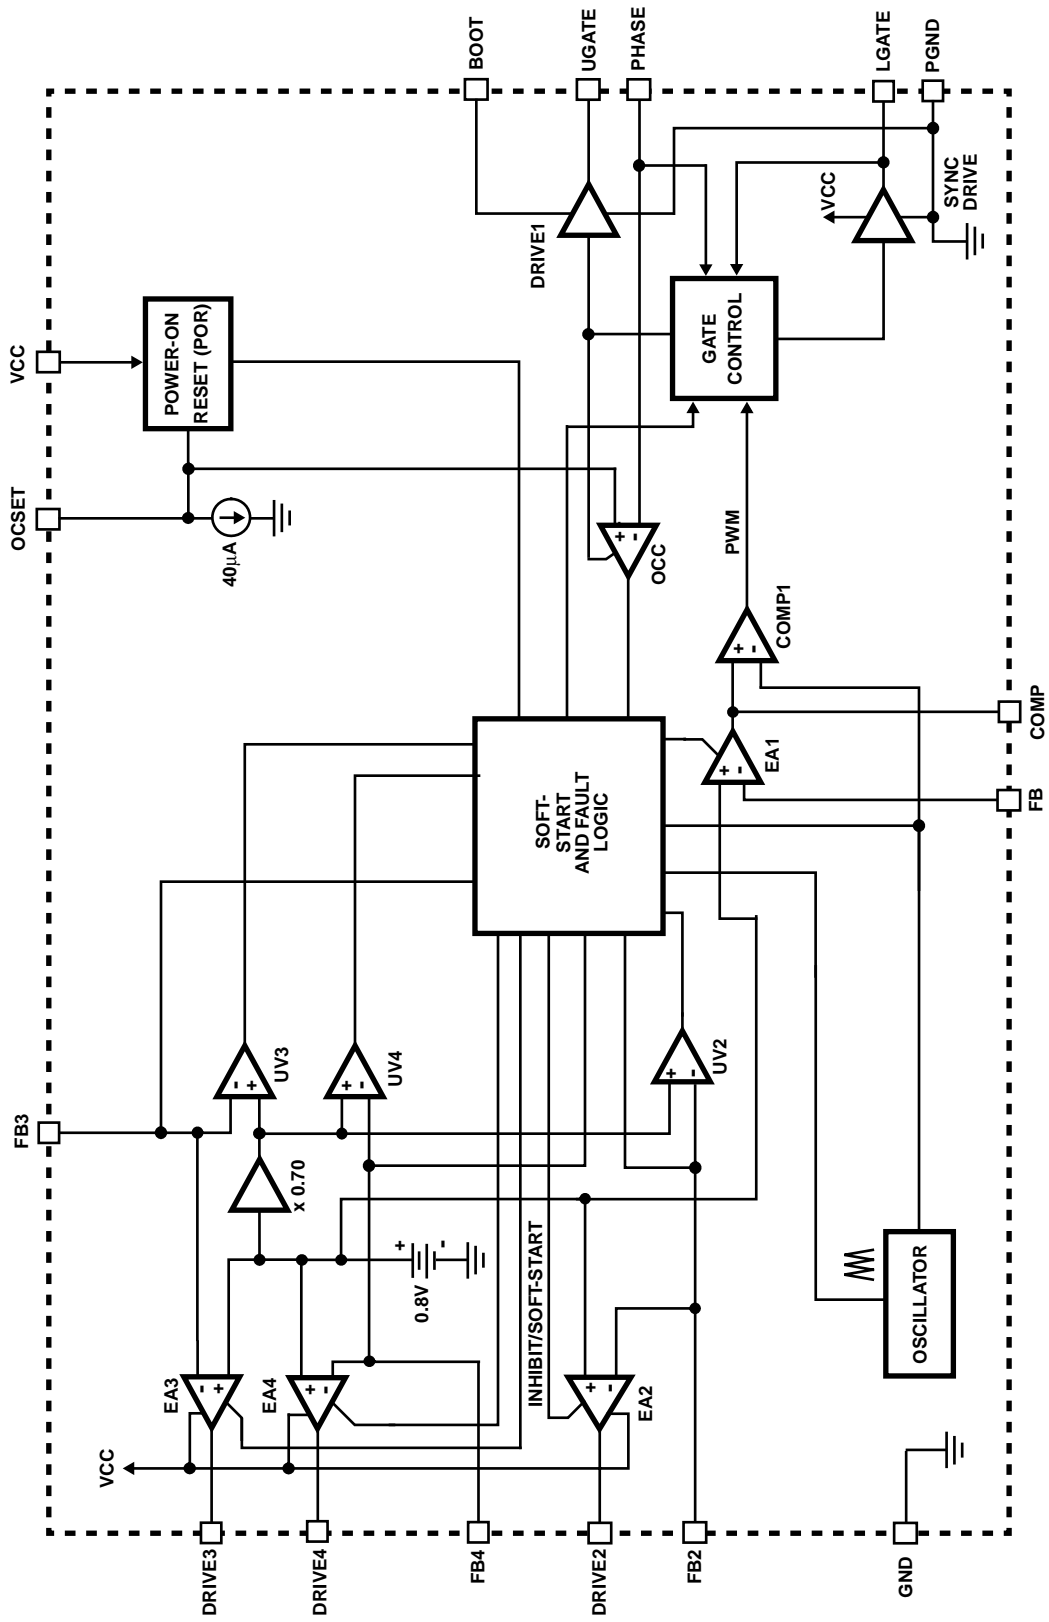 OCSET
VCC
FB3
40µA
POWER-ON
RESET (POR)
BOOT
UGATE
PHASE
LGATE
PGND
DRIVE1
VCC
SYNC
DRIVE
GATE
CONTROL
+
-
OCC
PWM
COMP1
+
-
EA1
+
-
COMP
FB
SOFT-
START
AND FAULT
LOGIC
UV3
-
+
UV4
+
-
UV2
+
-
x 0.70
+
-
0.8V
INHIBIT/SOFT-START
EA3
-
+
EA4
+
-
EA2
+
-
VCC
OSCILLATOR
DRIVE3
DRIVE4
FB4
DRIVE2
FB2
GND